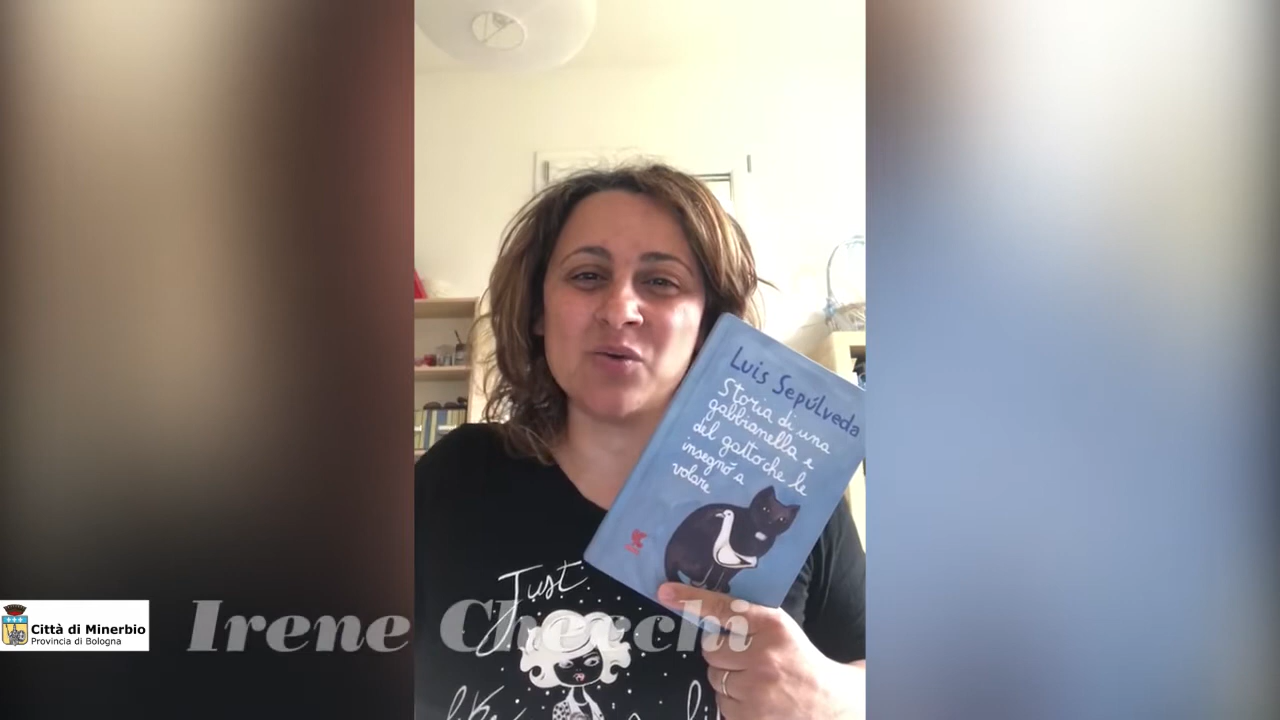 Luis Sepúlveda
Storia di una
gabbianella e
del gatto che le
insegnò a
volare
Just
like
Città di Minerbio
Provincia di Bologna
Irene Checchi